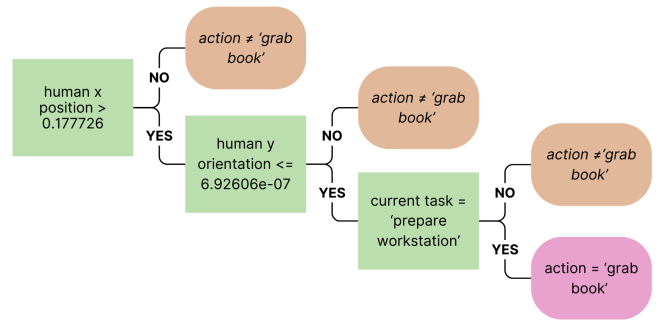 action ≠ ‘grab
book’
NO
human x
position >
0.177726
YES
action ≠ ‘grab
book’
NO
human y
orientation <=
6.92606e-07
YES
action ≠‘grab
book’
NO
current task =
‘prepare
workstation’
YES
action = ‘grab
book’